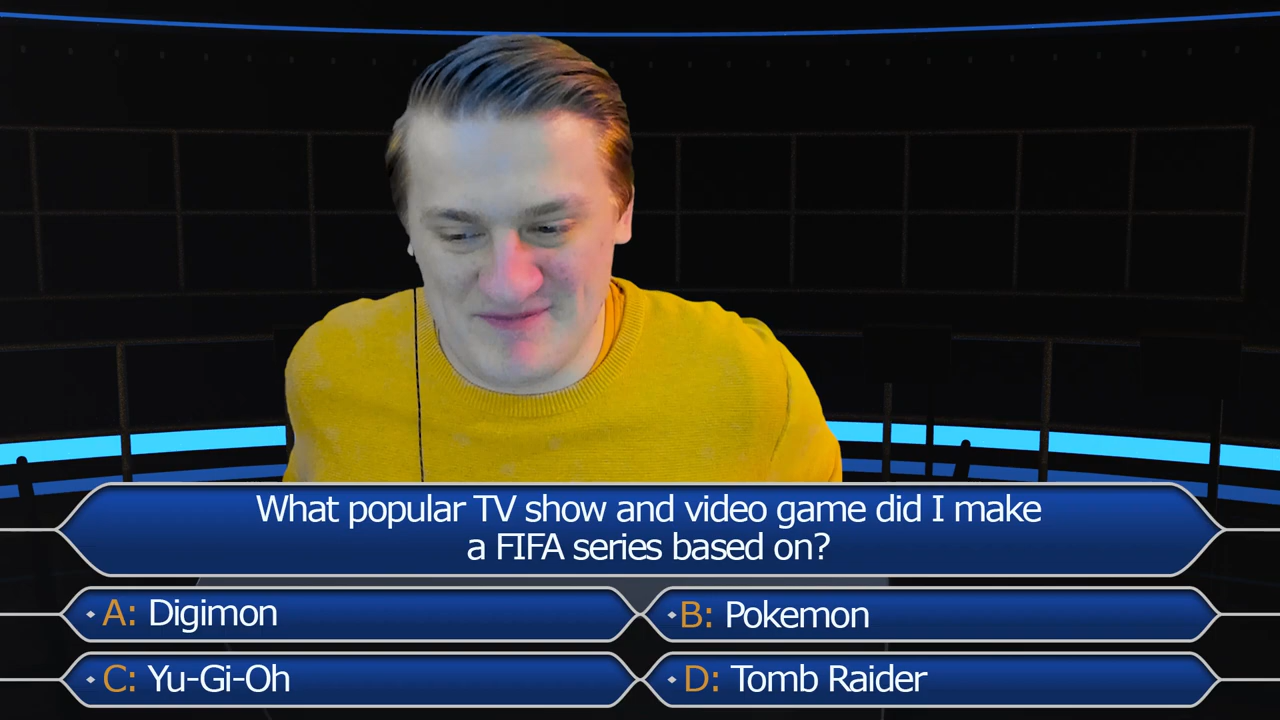 What popular TV show and video game did I make
a FIFA series based on?
A: Digimon
B: Pokemon
C: Yu-Gi-Oh
D: Tomb Raider